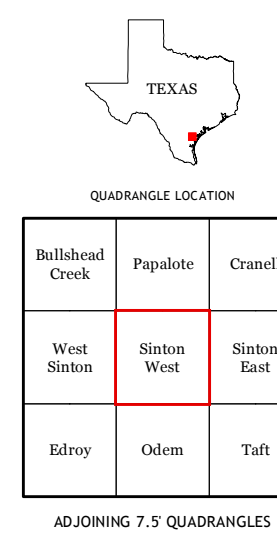 TEXAS
QUADRANGLE LOCATION
Bullshead
Creek
Papalote
Cranell
West
Sinton
Sinton
West
Sinton
East
Edroy
Odem
Taft
ADJOINING 7.5' QUADRANGLES